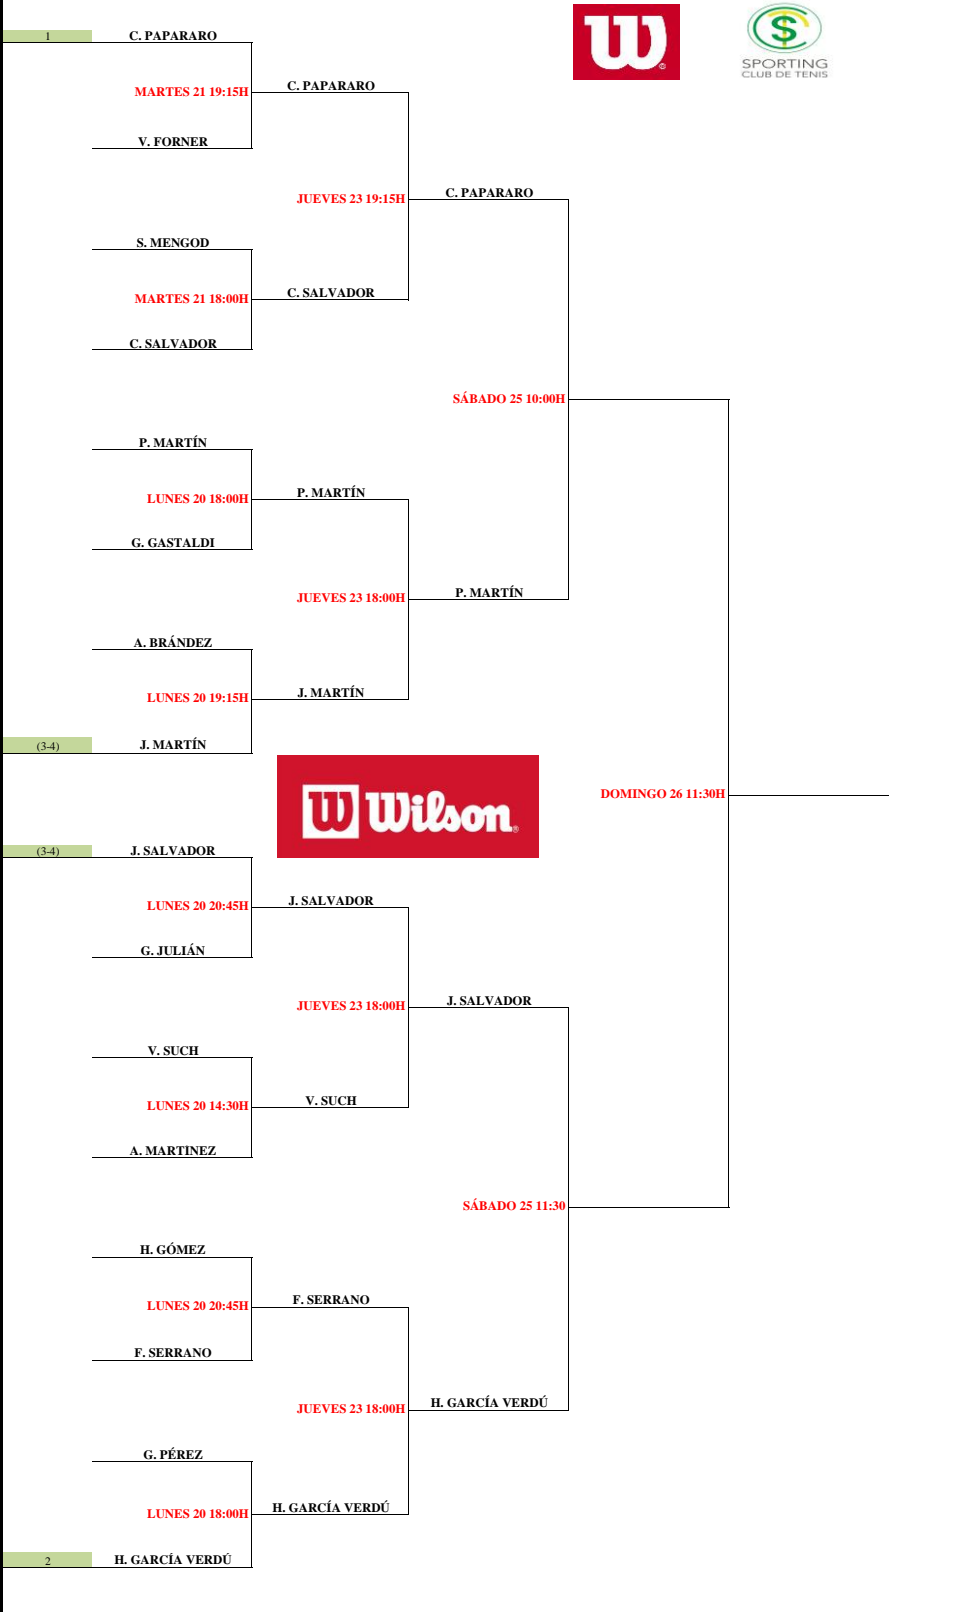 W
SPORTING
CLUB DE TENIS
1 C. PAPARARO
MARTES 21 19:15H C. PAPARARO
V. FORNER
JUEVES 23 19:15H C. PAPARARO
S. MENGOD
MARTES 21 18:00H C. SALVADOR
C. SALVADOR
SÁBADO 25 10:00H
P. MARTÍN
LUNES 20 18:00H P. MARTÍN
G. GASTALDI
JUEVES 23 18:00H P. MARTÍN
A. BRÁNDEZ
LUNES 20 19:15H J. MARTÍN
(3-4) J. MARTÍN
W Wilson®
DOMINGO 26 11:30H
(3-4) J. SALVADOR
LUNES 20 20:45H J. SALVADOR
G. JULIÁN
JUEVES 23 18:00H J. SALVADOR
V. SUCH
LUNES 20 14:30H V. SUCH
A. MARTÍNEZ
SÁBADO 25 11:30
H. GÓMEZ
LUNES 20 20:45H F. SERRANO
F. SERRANO
JUEVES 23 18:00H H. GARCÍA VERDÚ
G. PÉREZ
LUNES 20 18:00H H. GARCÍA VERDÚ
2 H. GARCÍA VERDÚ